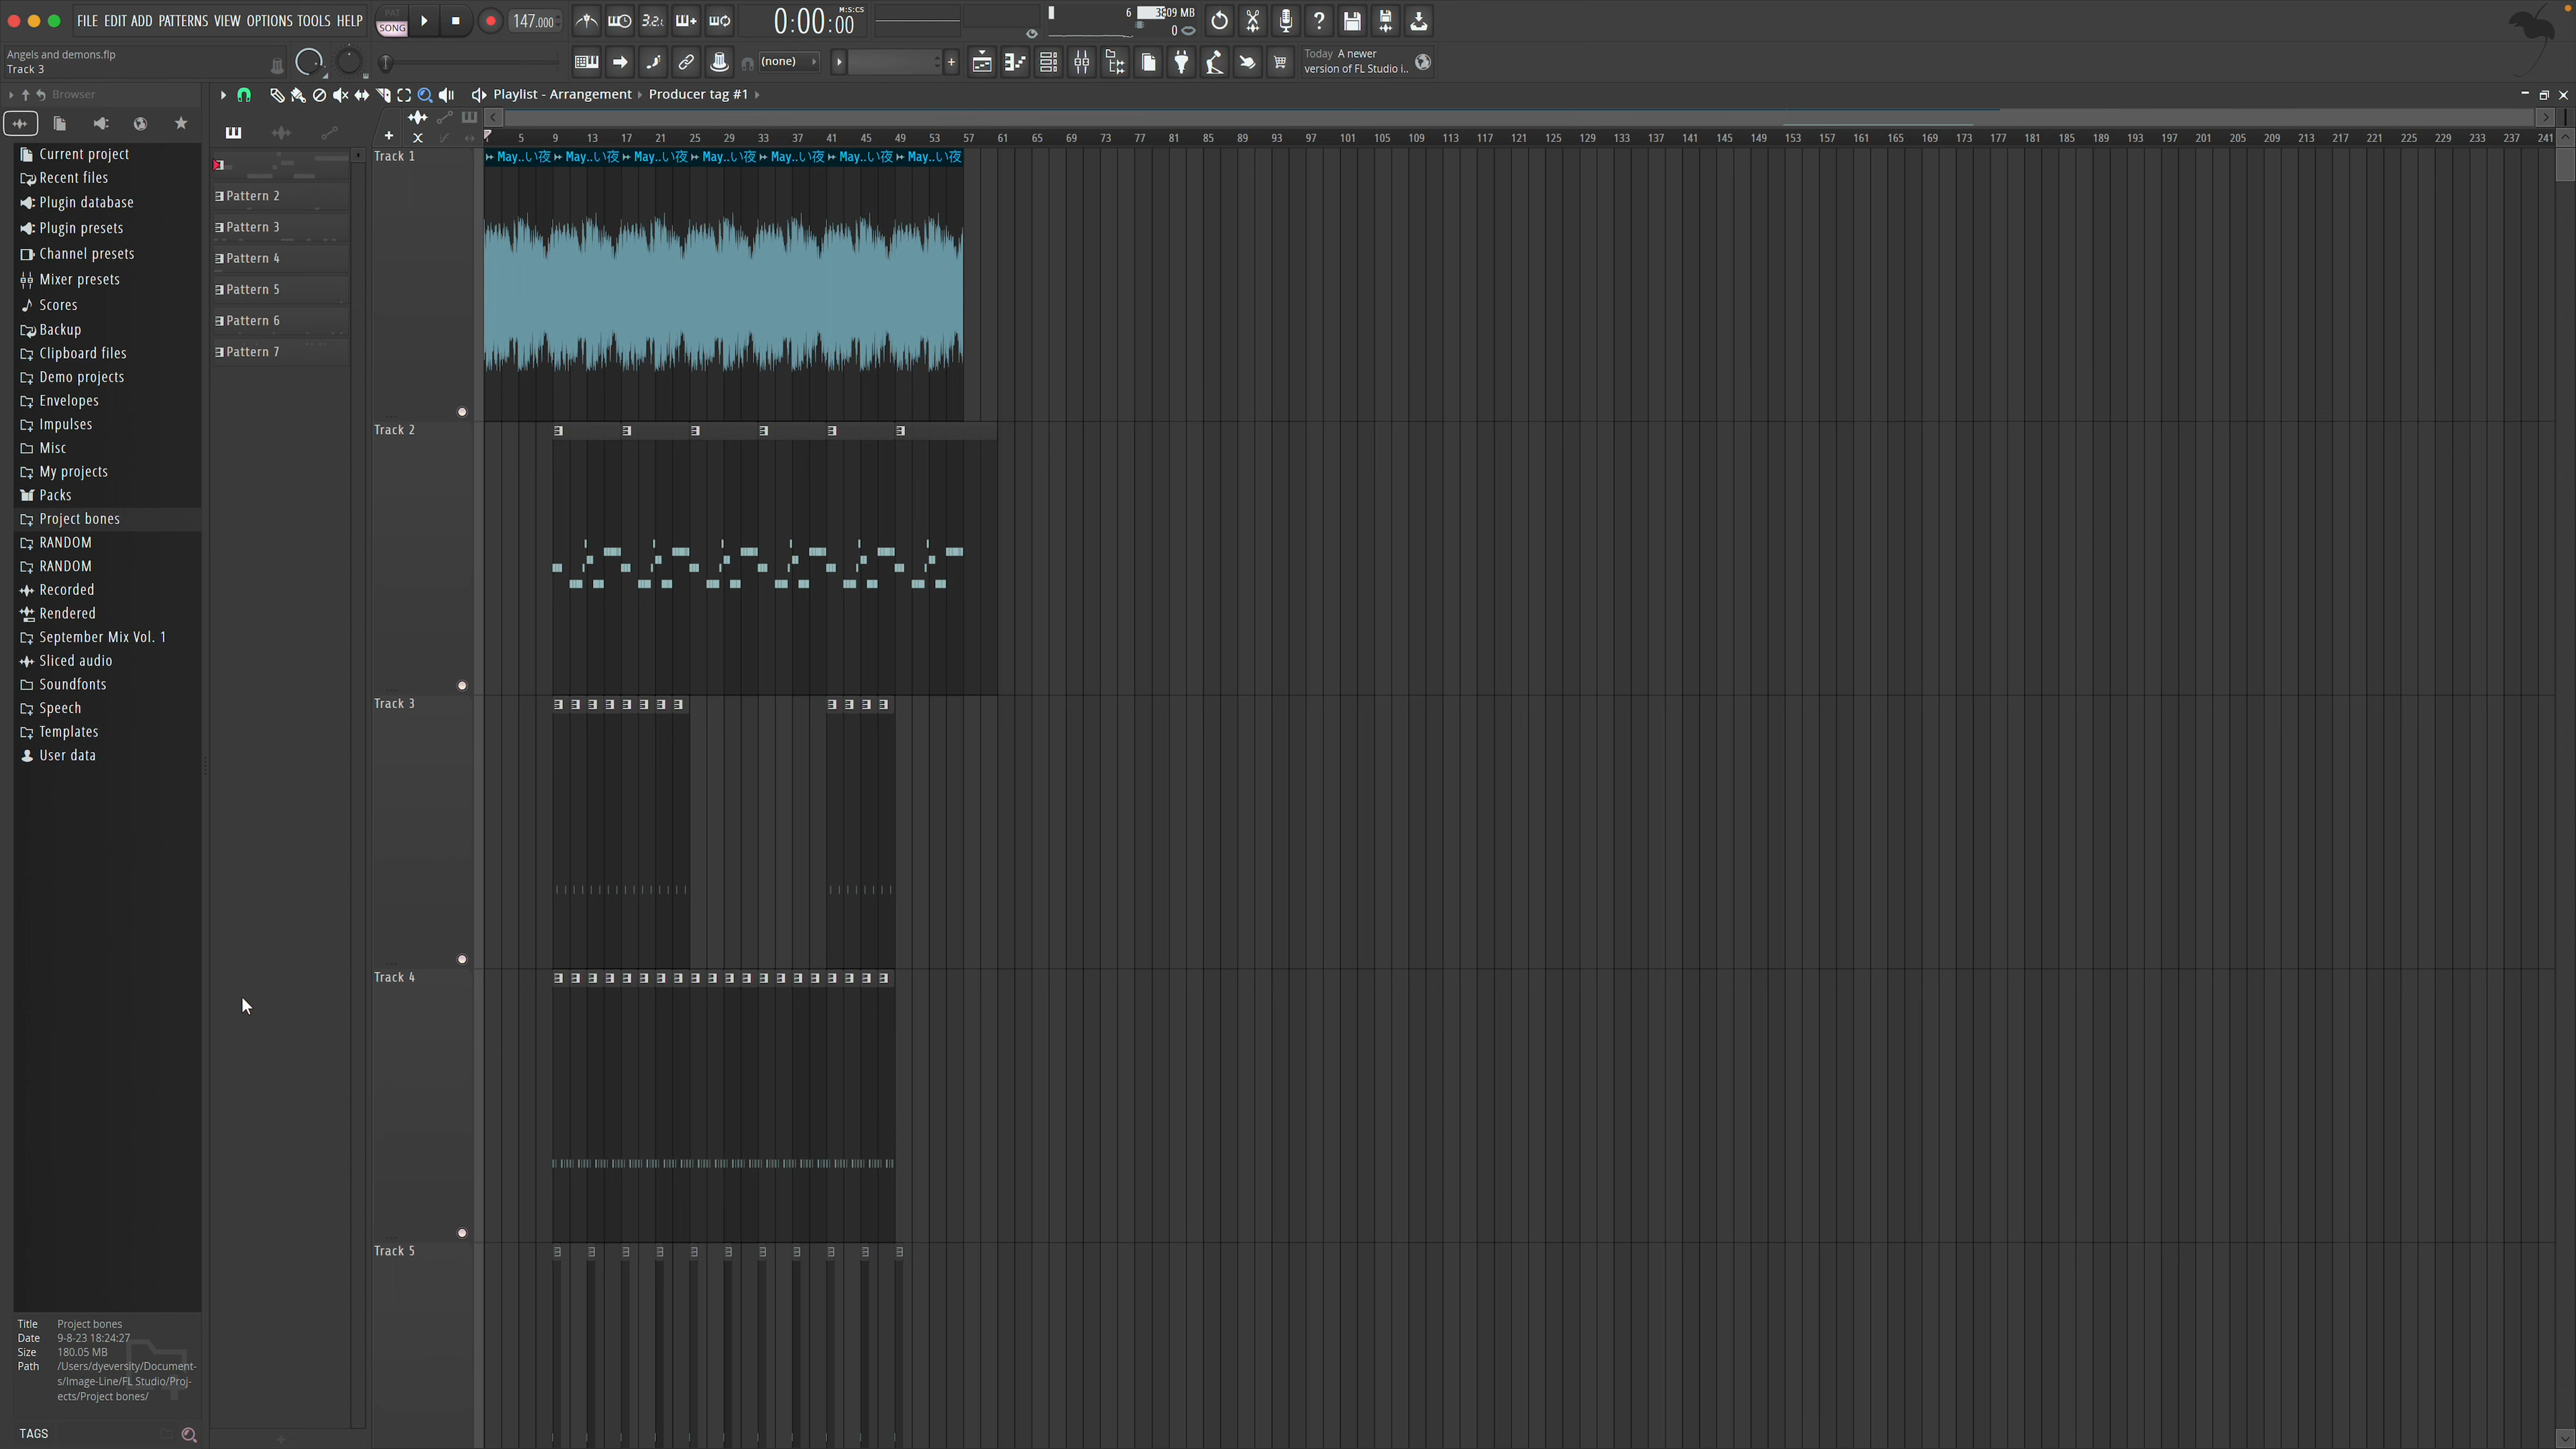 FILE EDIT ADD PATTERNS VIEW OPTIONS TOOLS HELP
PAT
SONG
147.000
3.2.1
0:00:00
M:S:CS
6
0
Angels and demons.flp
Track 3
(none)
Today A newer
version of FL Studio i..
Browser
Playlist - Arrangement › Producer tag #1 ›
Current project
Recent files
Plugin database
Plugin presets
Channel presets
Mixer presets
Scores
Backup
Clipboard files
Demo projects
Envelopes
Impulses
Misc
My projects
Packs
Project bones
RANDOM
RANDOM
Recorded
Rendered
September Mix Vol. 1
Sliced audio
Soundfonts
Speech
Templates
User data
Pattern 2
Pattern 3
Pattern 4
Pattern 5
Pattern 6
Pattern 7
5 9 13 17 21 25 29 33 37 41 45 49 53 57 61 65 69 73 77 81 85 89 93 97 101 105 109 113 117 121 125 129 133 137 141 145 149 153 157 161 165 169 173 177 181 185 189 193 197 201 205 209 213 217 221 225 229 233 237 241
Track 1
May..い夜 May..い夜 May..い夜 May..い夜 May..い夜 May..い夜 May..い夜
Track 2
Track 3
Track 4
Track 5
Title Project bones
Date 9-8-23 18:24:27
Size 180.05 MB
Path /Users/dyeversity/Document-
s/Image-Line/FL Studio/Proj-
ects/Project bones/
TAGS